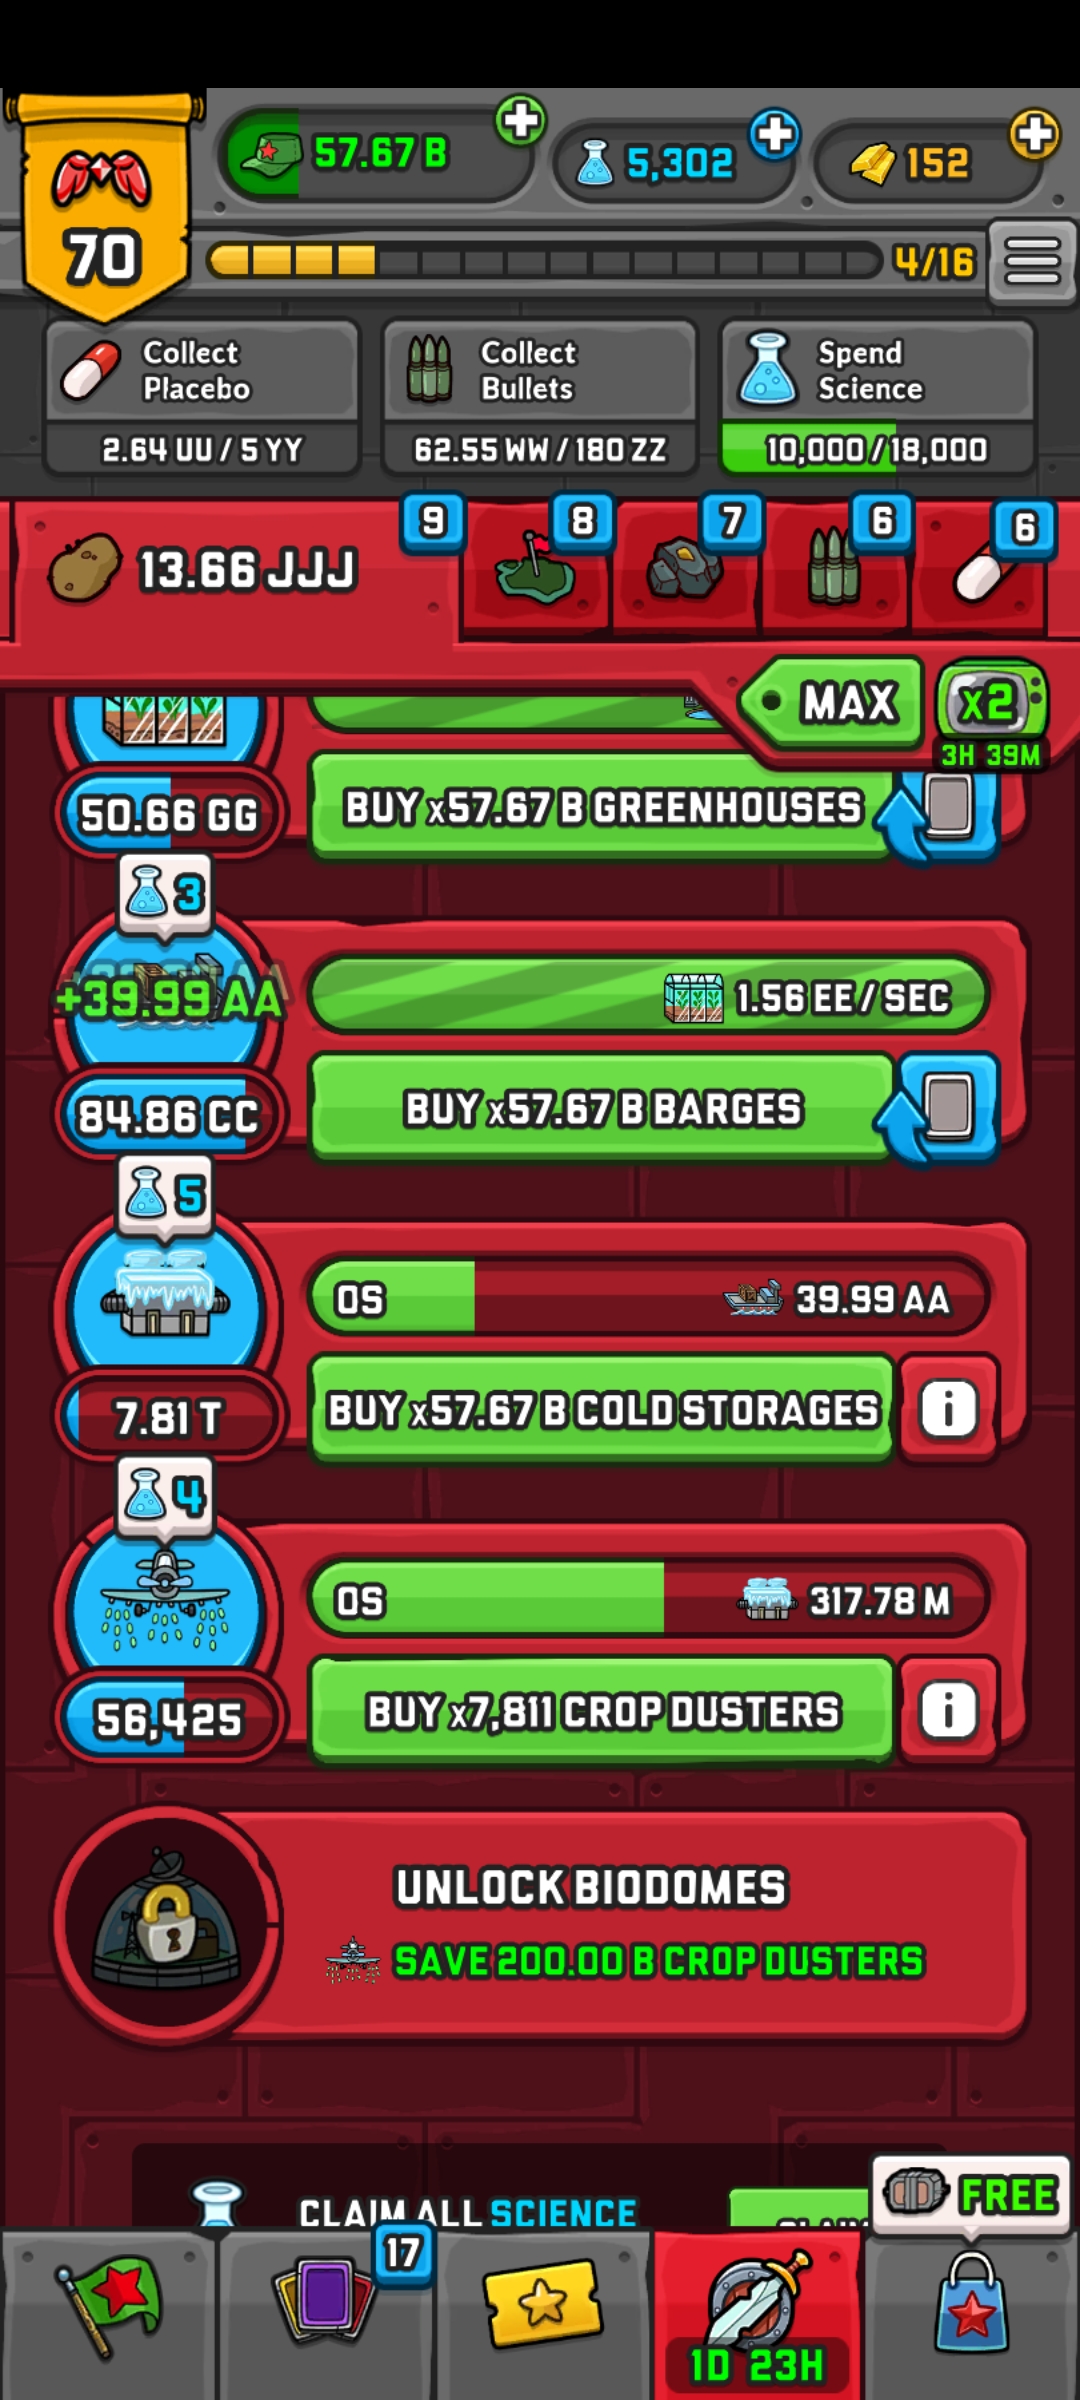 57.67 B
5,302
152
70
4/16
Collect
Placebo
2.64 UU / 5 YY
Collect
Bullets
62.55 WW / 180 ZZ
Spend
Science
10,000 / 18,000
13.66 JJJ
9
8
7
6
6
MAX
x2
3H 39M
50.66 GG
BUY x57.67 B GREENHOUSES
3
+39.99 AA
1.56 EE / SEC
84.86 CC
BUY x57.67 B BARGES
5
0S
39.99 AA
7.81 T
BUY x57.67 B COLD STORAGES
i
4
0S
317.78 M
56,425
BUY x7,811 CROP DUSTERS
i
UNLOCK BIODOMES
SAVE 200.00 B CROP DUSTERS
CLAIM ALL SCIENCE
FREE
17
1D 23H